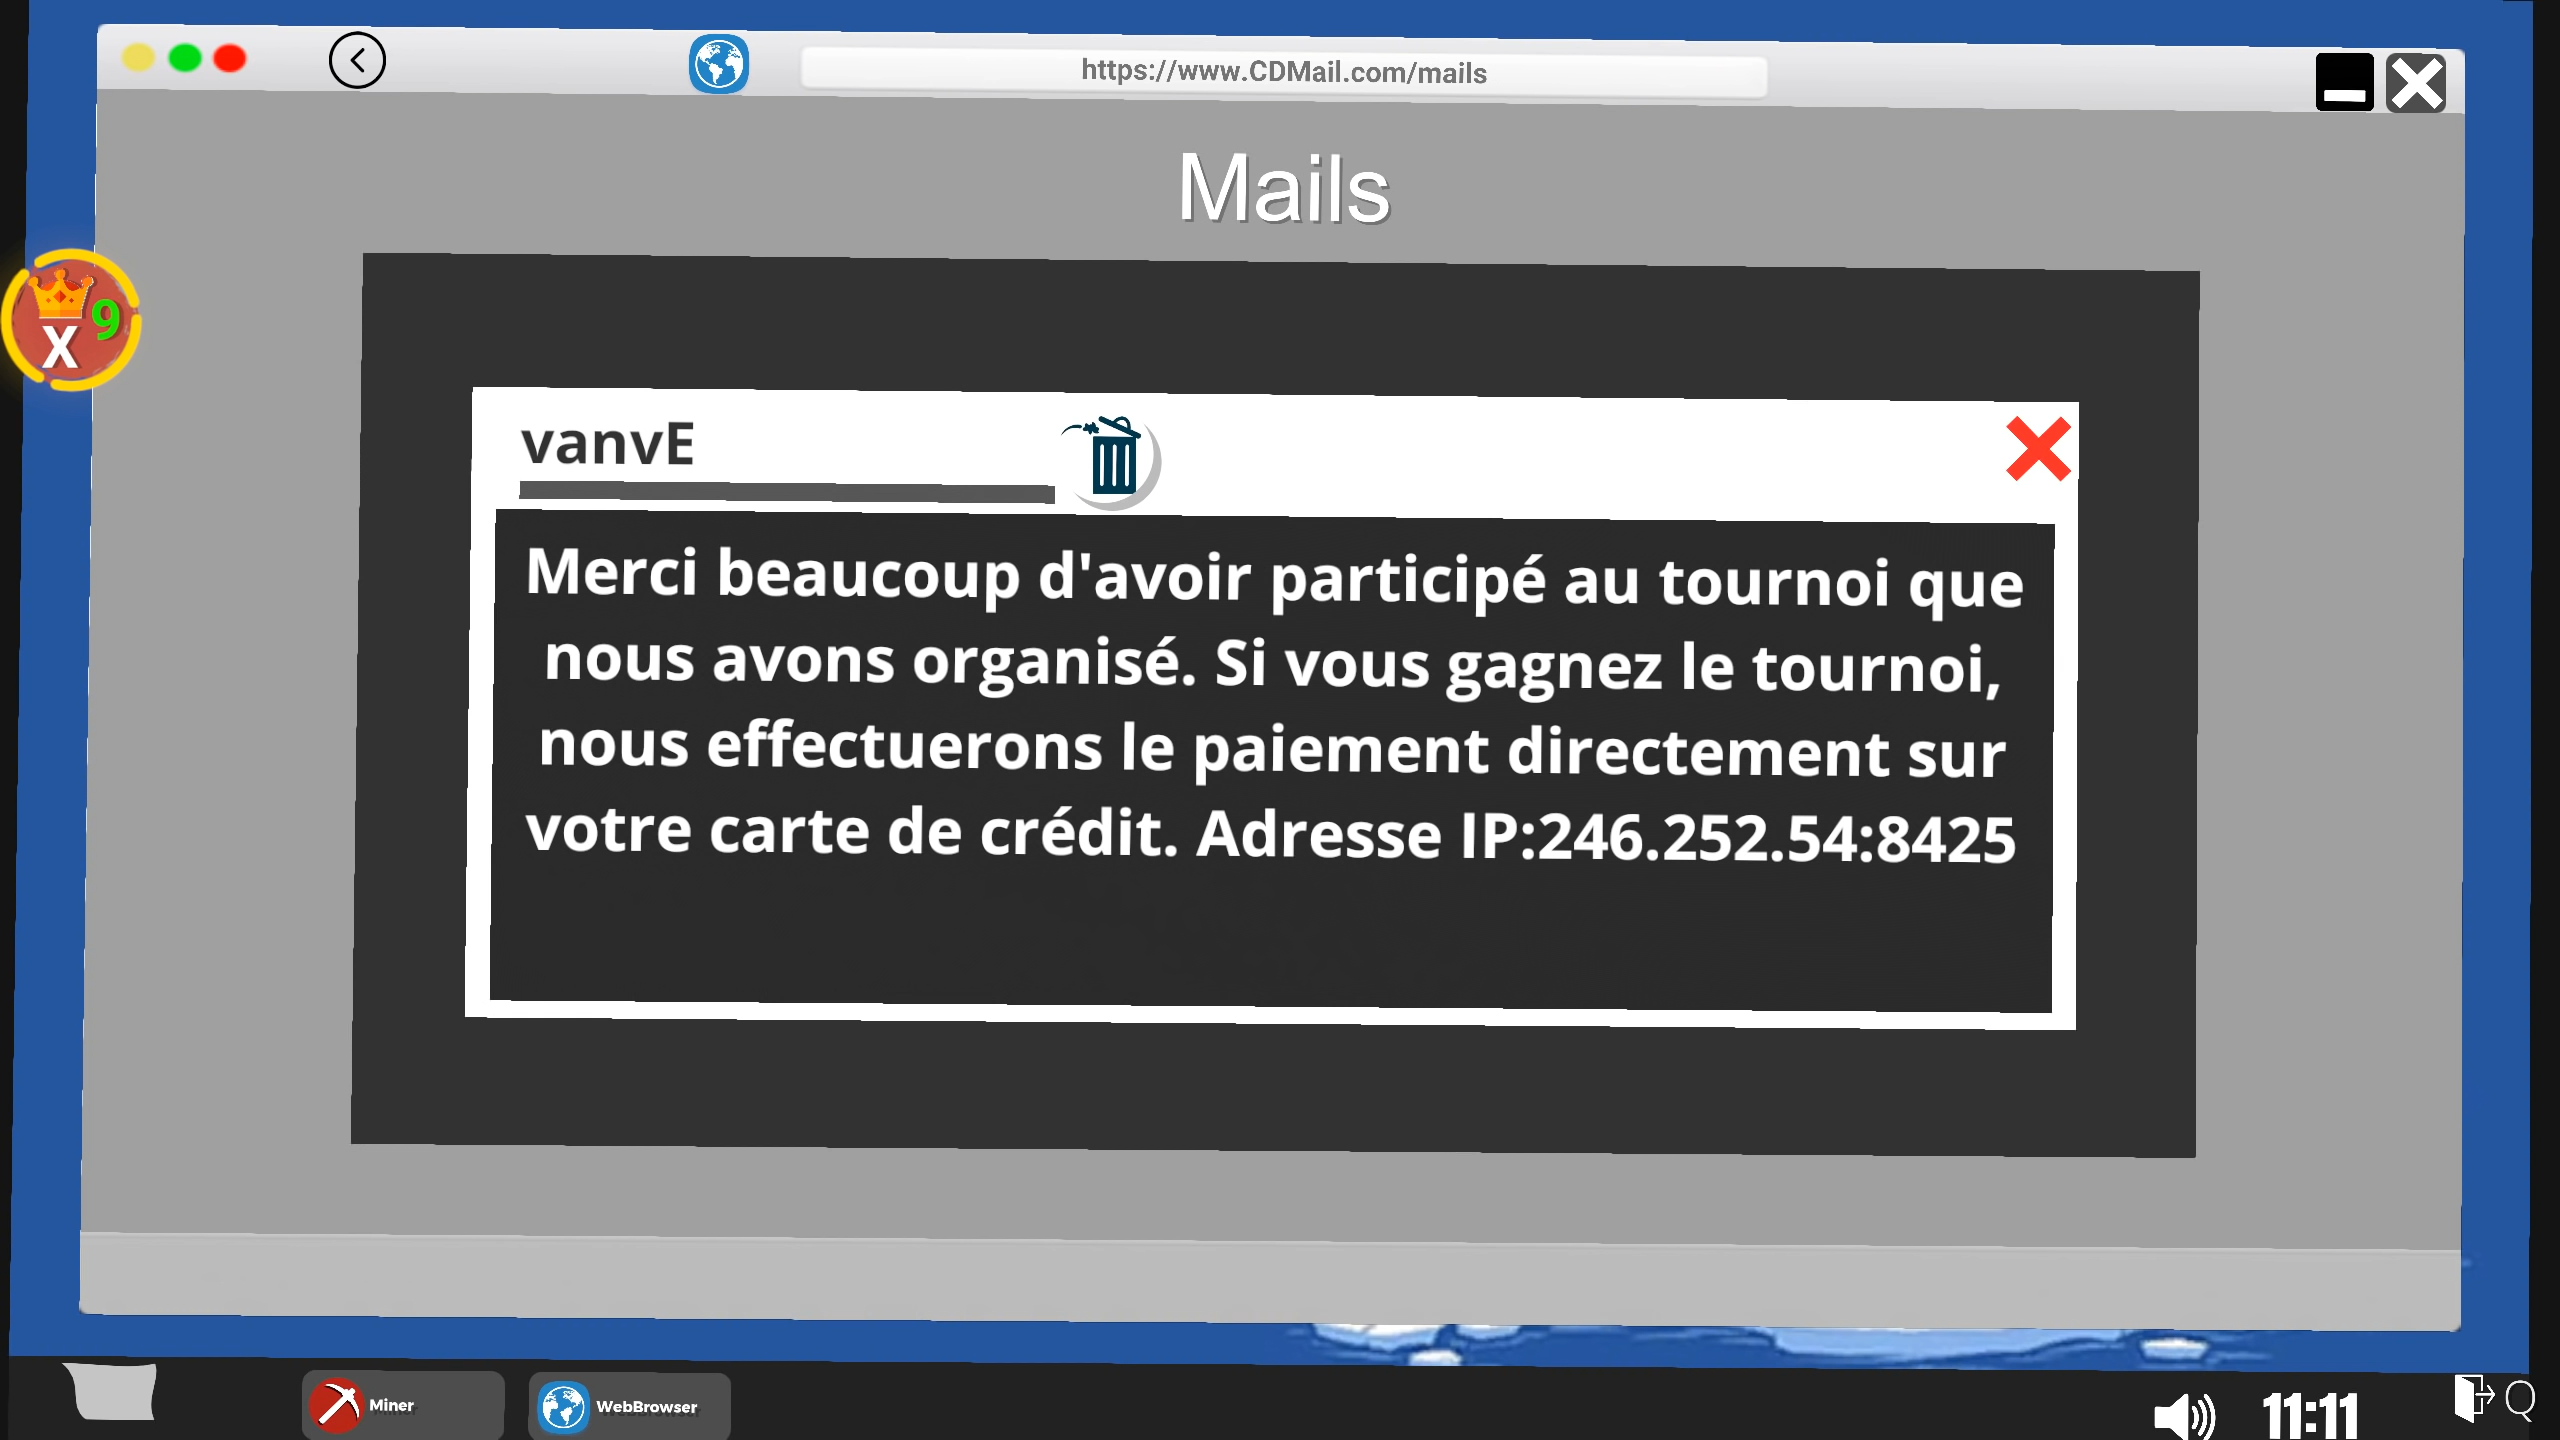 https://www.CDMail.com/mails
Mails
9
X
vanvE
Merci beaucoup d'avoir participé au tournoi que
nous avons organisé. Si vous gagnez le tournoi,
nous effectuerons le paiement directement sur
votre carte de crédit. Adresse IP:246.252.54:8425
Miner
WebBrowser
11:11
Q